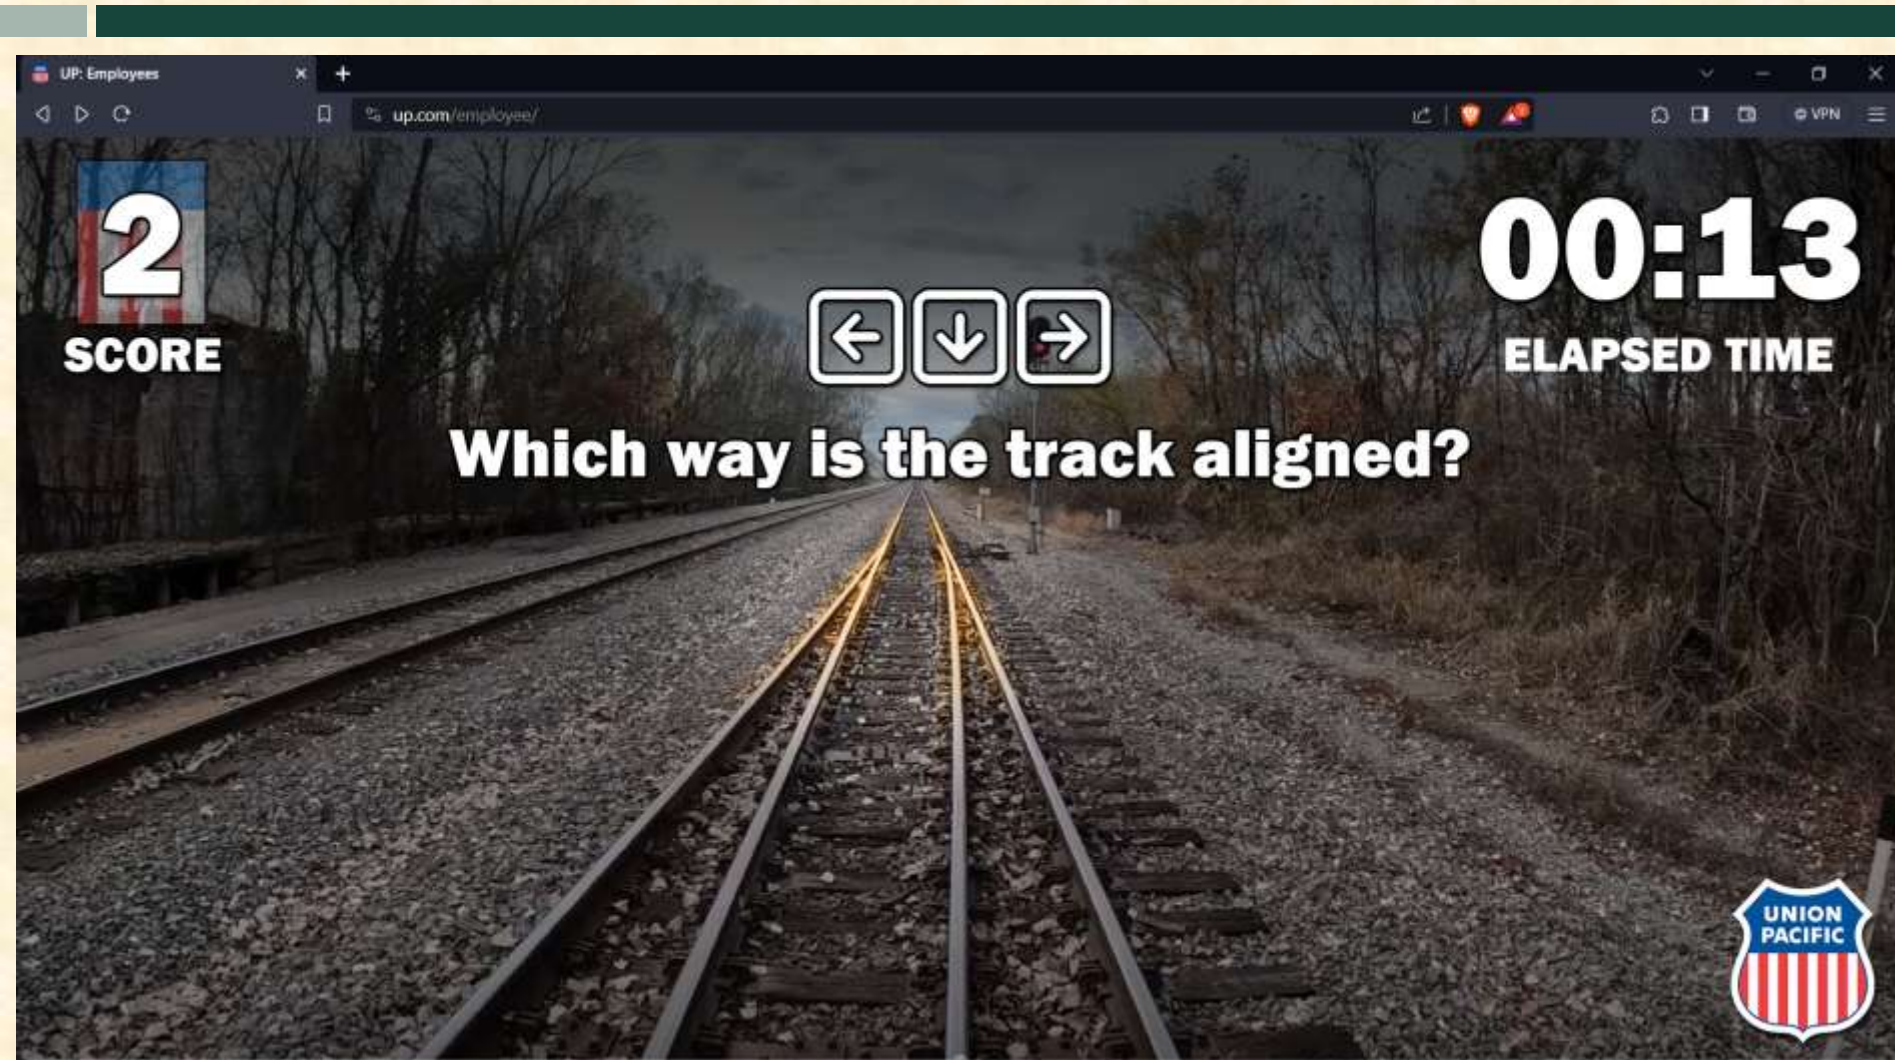 UP: Employees
up.com/employee/
VPN
2
SCORE
00:13
ELAPSED TIME
Which way is the track aligned?
UNION
PACIFIC